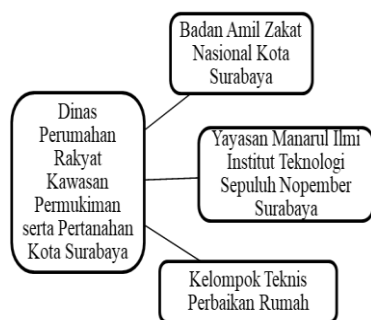 Badan Amil Zakat
Nasional Kota
Surabaya
Dinas
Perumahan
Rakyat
Kawasan
Permukiman
serta Pertanahan
Kota Surabaya
Yayasan Manarul Ilmi
Institut Teknologi
Sepuluh Nopember
Surabaya
Kelompok Teknis
Perbaikan Rumah